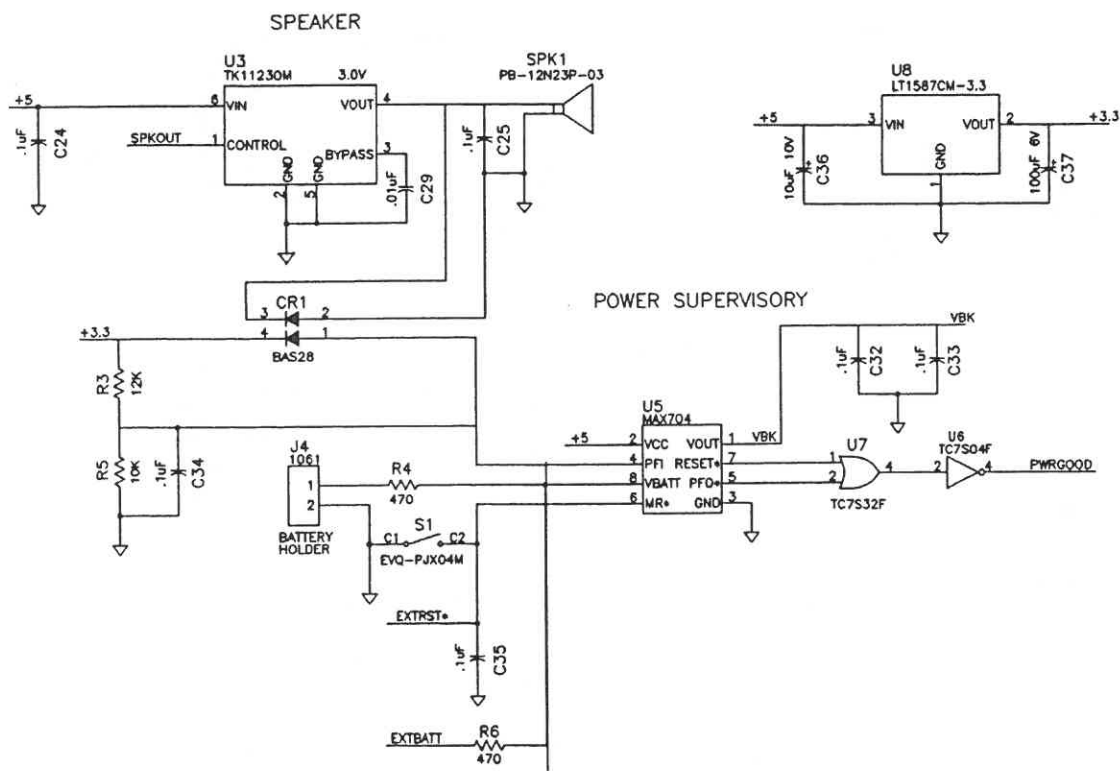 SPEAKER
U3
TK11230M 3.0V
+5
6
VIN
VOUT
4
SPKOUT
1
CONTROL
BYPASS
3
GND
GND
2
5
.1uF
C24
.01uF
C29
.1uF
C25
SPK1
PB-12N23P-03
U8
LT1587CM-3.3
+5
3
VIN
VOUT
2
+3.3
GND
1
10uF 10V
C36
100uF 6V
C37
CR1
3
2
4
1
BAS28
+3.3
R3
12K
R5
10K
.1uF
C34
POWER SUPERVISORY
VBK
.1uF
C32
.1uF
C33
U5
MAX704
+5
2
VCC
VOUT
1
VBK
4
PFI
RESET*
7
8
VBATT
PFO*
5
6
MR*
GND
3
U7
1
2
4
TC7S32F
U6
TC7S04F
2
4
PWRGOOD
J4
1061
1
2
BATTERY
HOLDER
R4
470
S1
C1
C2
EVQ-PJX04M
EXTRST*
.1uF
C35
EXTBATT
R6
470